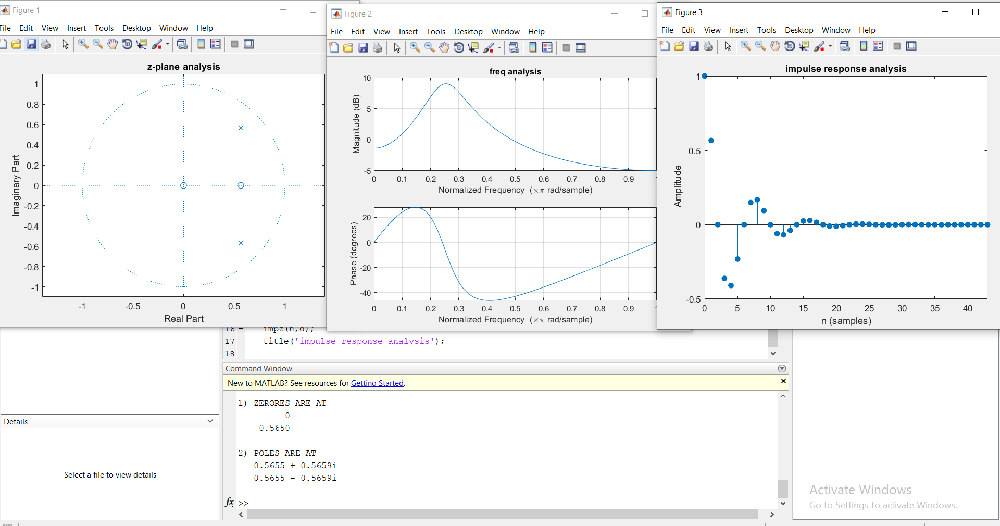 Figure 1
File Edit View Insert Tools Desktop Window Help
z-plane analysis
1
0.8
0.6
0.4
0.2
0
-0.2
-0.4
-0.6
-0.8
-1
Imaginary Part
-1 -0.5 0 0.5 1
Real Part
Figure 2
File Edit View Insert Tools Desktop Window Help
freq analysis
10
5
0
-5
Magnitude (dB)
0 0.1 0.2 0.3 0.4 0.5 0.6 0.7 0.8 0.9 1
Normalized Frequency (×π rad/sample)
20
0
-20
-40
Phase (degrees)
0 0.1 0.2 0.3 0.4 0.5 0.6 0.7 0.8 0.9 1
Normalized Frequency (×π rad/sample)
Figure 3
File Edit View Insert Tools Desktop Window Help
impulse response analysis
1
0.5
0
-0.5
Amplitude
0 5 10 15 20 25 30 35 40
n (samples)
16 – impz(n,d);
17 – title('impulse response analysis');
18
Command Window
New to MATLAB? See resources for Getting Started.
1) ZERORES ARE AT
0
0.5650
2) POLES ARE AT
0.5655 + 0.5659i
0.5655 - 0.5659i
fx >>
Details
Select a file to view details
Activate Windows
Go to Settings to activate Windows.